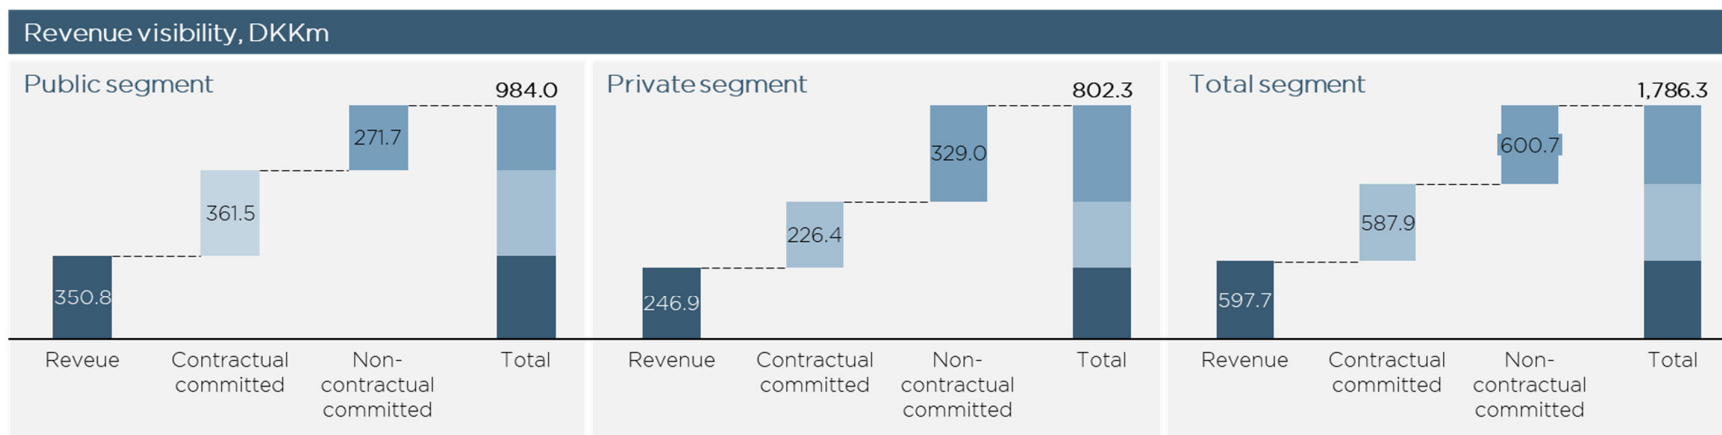 Revenue visibility, DKKm
Public segment
984.0
271.7
361.5
350.8
Reveue
Contractual
committed
Non-
contractual
committed
Total
Private segment
802.3
329.0
226.4
246.9
Revenue
Contractual
committed
Non-
contractual
committed
Total
Total segment
1,786.3
600.7
587.9
597.7
Revenue
Contractual
committed
Non-
contractual
committed
Total